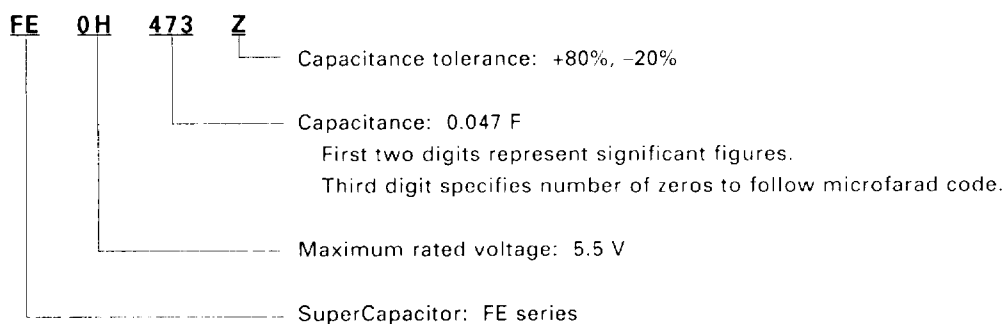 FE 0H 473 Z
Capacitance tolerance: +80%, −20%
Capacitance: 0.047 F
First two digits represent significant figures.
Third digit specifies number of zeros to follow microfarad code.
Maximum rated voltage: 5.5 V
SuperCapacitor: FE series